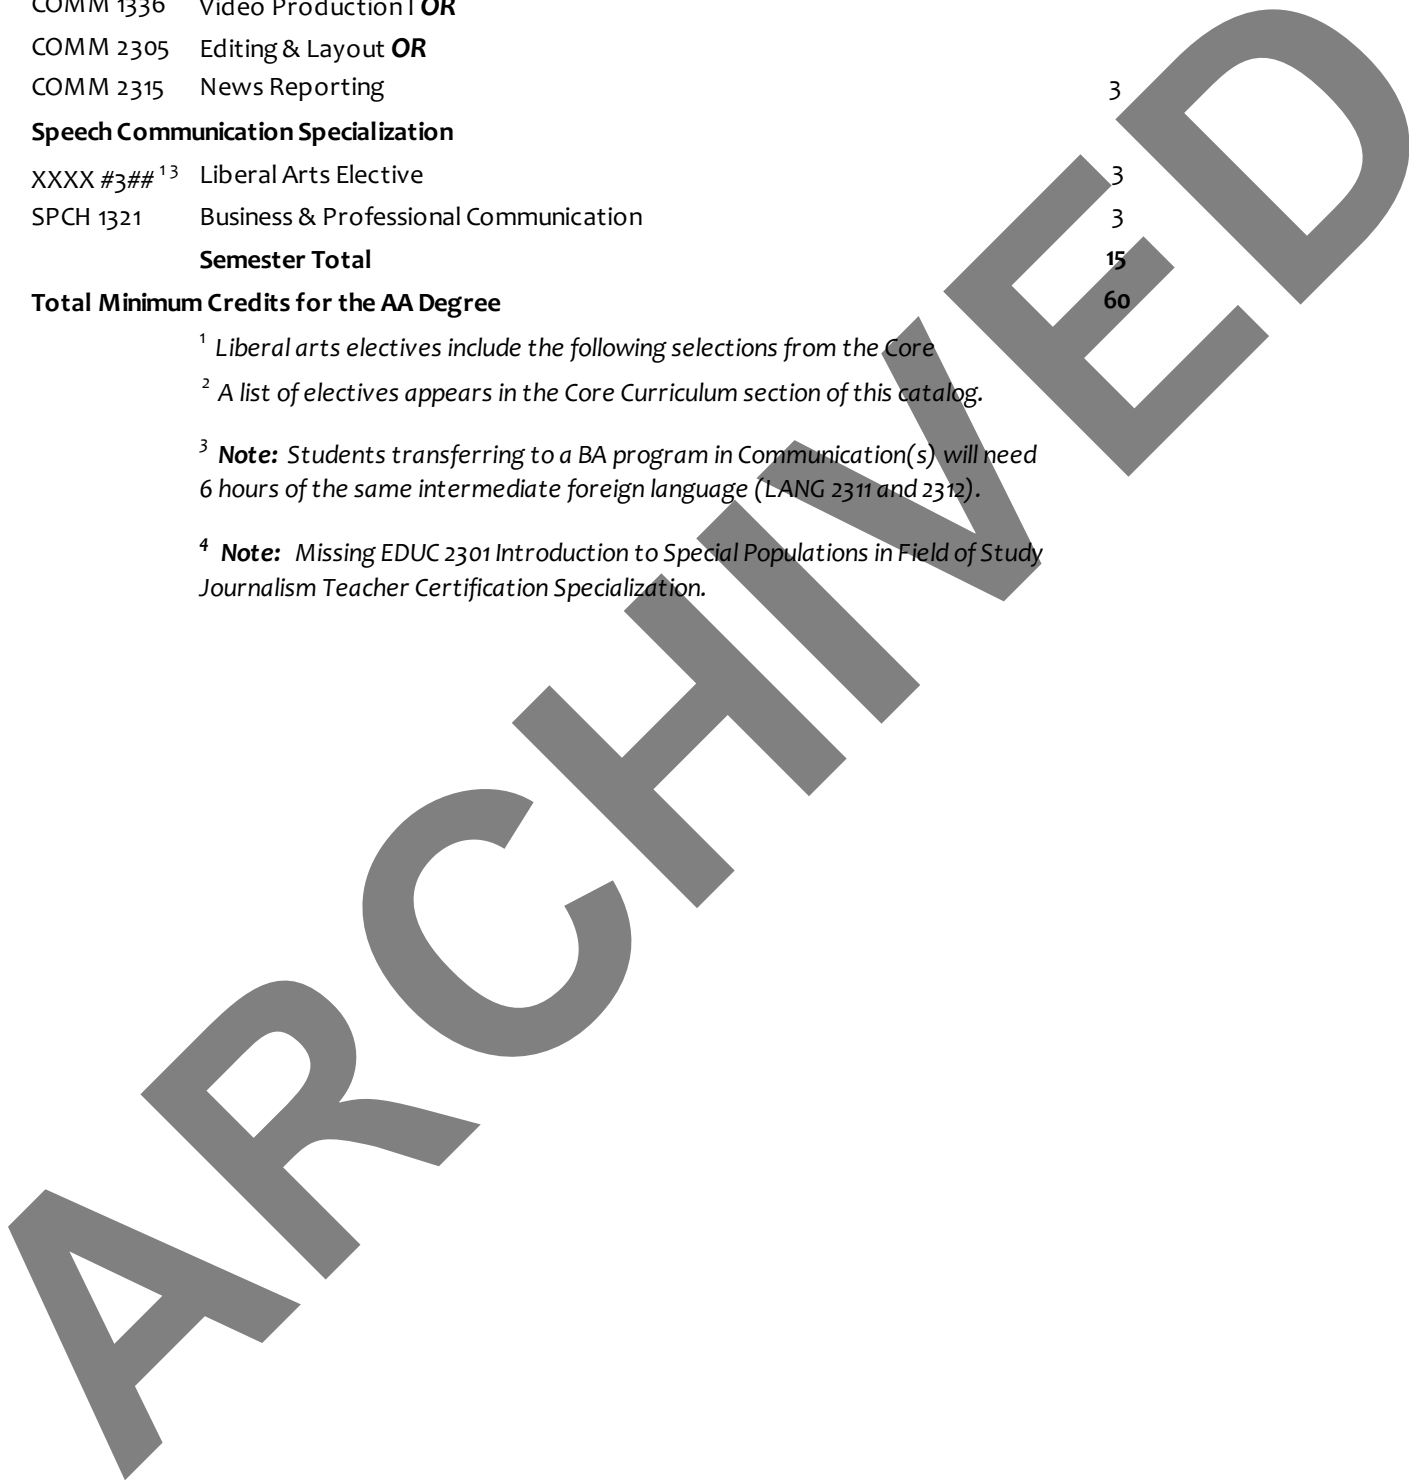 COMM 1336 Video Production I OR
COMM 2305 Editing & Layout OR
COMM 2315 News Reporting 3
Speech Communication Specialization
XXXX #3## 1 3 Liberal Arts Elective 3
SPCH 1321 Business & Professional Communication 3
Semester Total 15
Total Minimum Credits for the AA Degree 60
1 Liberal arts electives include the following selections from the Core
2 A list of electives appears in the Core Curriculum section of this catalog.
3 Note: Students transferring to a BA program in Communication(s) will need
6 hours of the same intermediate foreign language (LANG 2311 and 2312).
4 Note: Missing EDUC 2301 Introduction to Special Populations in Field of Study
Journalism Teacher Certification Specialization.
ARCHIVED